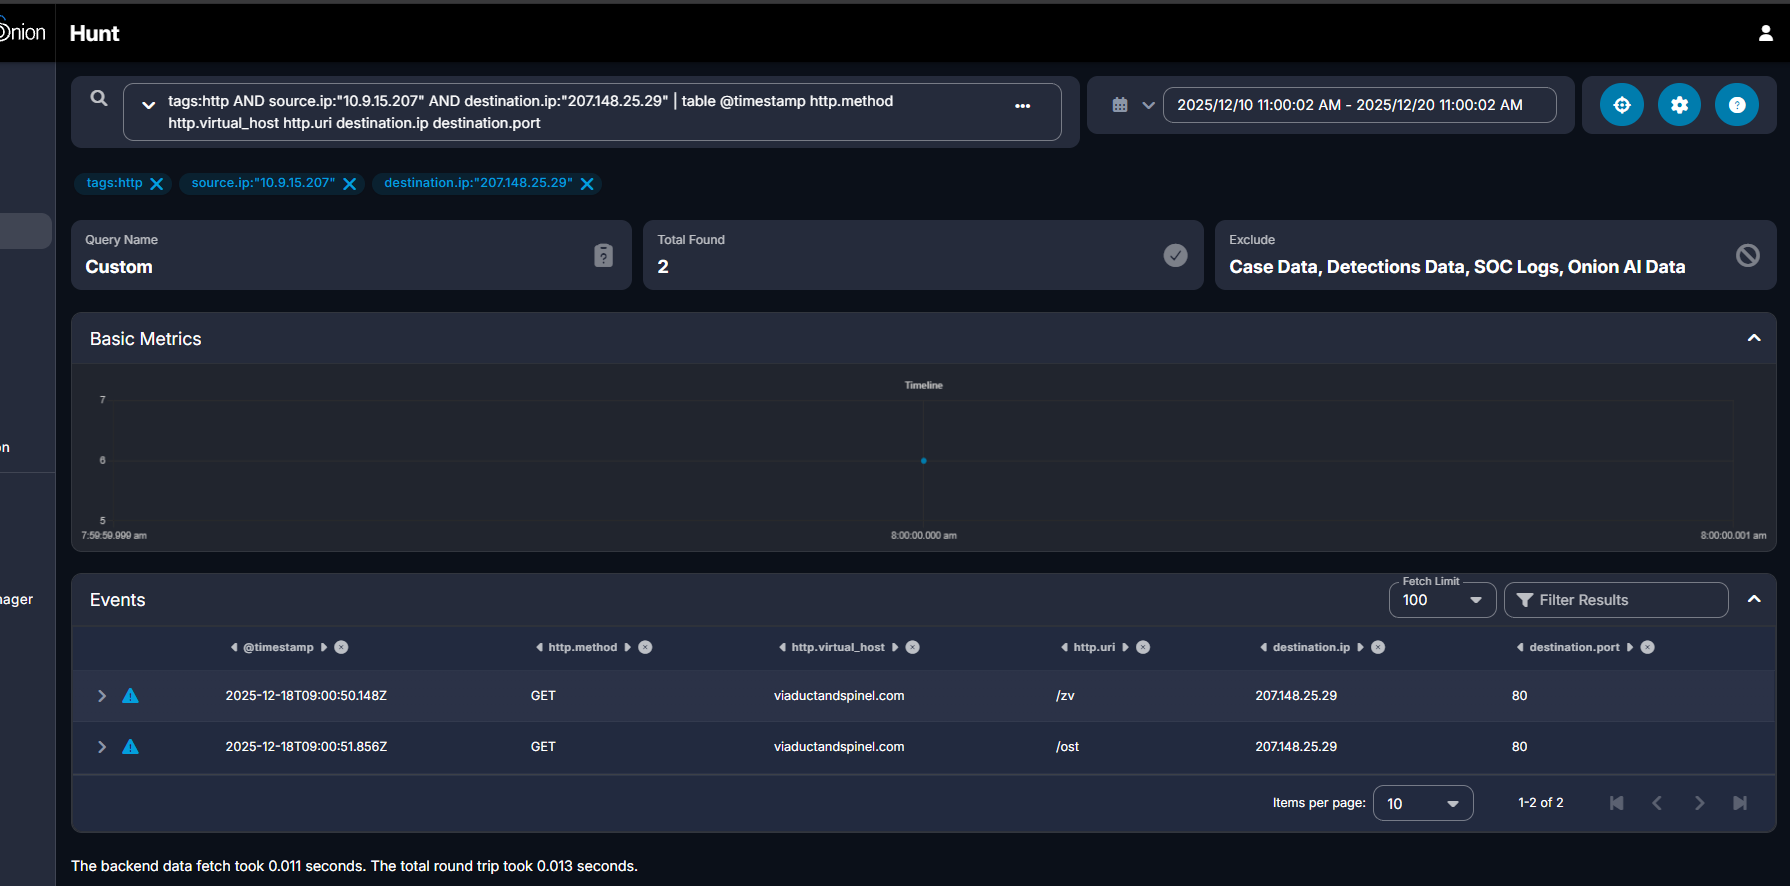 Onion
Hunt
tags:http AND source.ip:"10.9.15.207" AND destination.ip:"207.148.25.29" | table @timestamp http.method
http.virtual_host http.uri destination.ip destination.port
2025/12/10 11:00:02 AM - 2025/12/20 11:00:02 AM
tags:http
source.ip:"10.9.15.207"
destination.ip:"207.148.25.29"
Query Name
Custom
Total Found
2
Exclude
Case Data, Detections Data, SOC Logs, Onion AI Data
Basic Metrics
Timeline
7
6
5
7:59:59.999 am
8:00:00.000 am
8:00:00.001 am
on
nager
Events
Fetch Limit
100
Filter Results
@timestamp http.method http.virtual_host http.uri destination.ip destination.port
2025-12-18T09:00:50.148Z GET viaductandspinel.com /zv 207.148.25.29 80
2025-12-18T09:00:51.856Z GET viaductandspinel.com /ost 207.148.25.29 80
Items per page: 10 1-2 of 2
The backend data fetch took 0.011 seconds. The total round trip took 0.013 seconds.